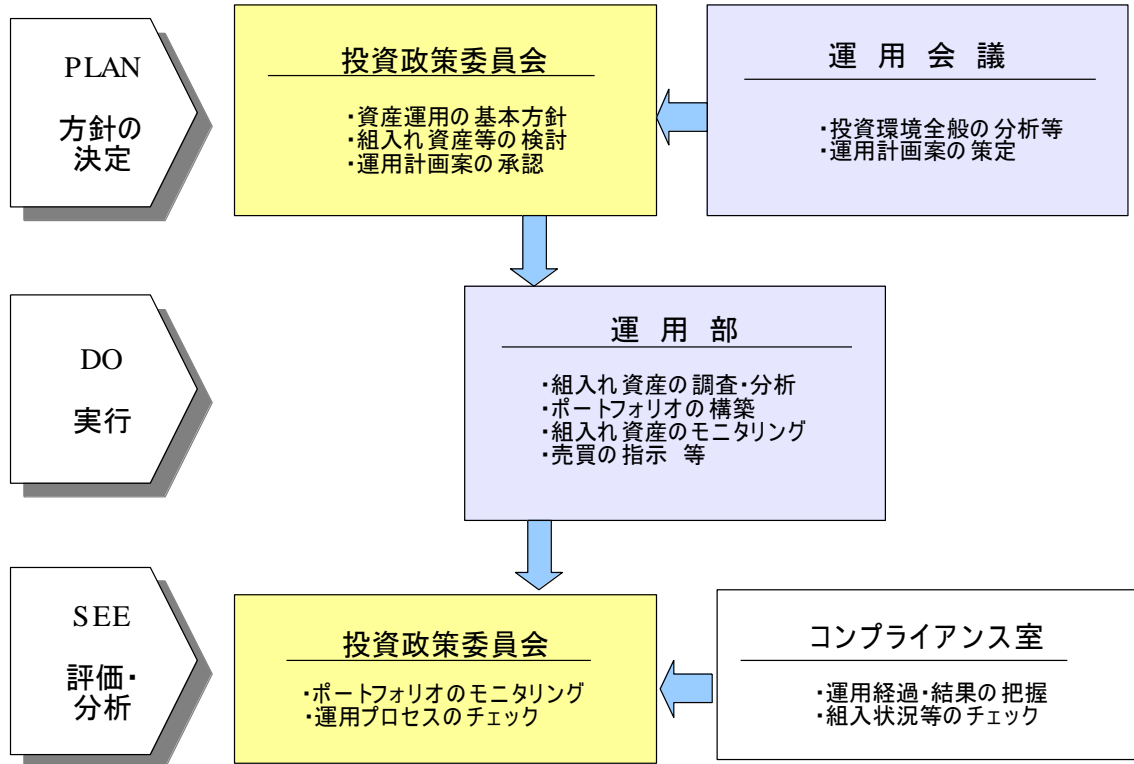 PLAN
方針の
決定
投資政策委員会
・資産運用の基本方針
・組入れ資産等の検討
・運用計画案の承認
運 用 会 議
・投資環境全般の分析等
・運用計画案の策定
DO
実行
運 用 部
・組入れ資産の調査・分析
・ポートフォリオの構築
・組入れ資産のモニタリング
・売買の指示 等
SEE
評価・
分析
投資政策委員会
・ポートフォリオのモニタリング
・運用プロセスのチェック
コンプライアンス室
・運用経過・結果の把握
・組入状況等のチェック